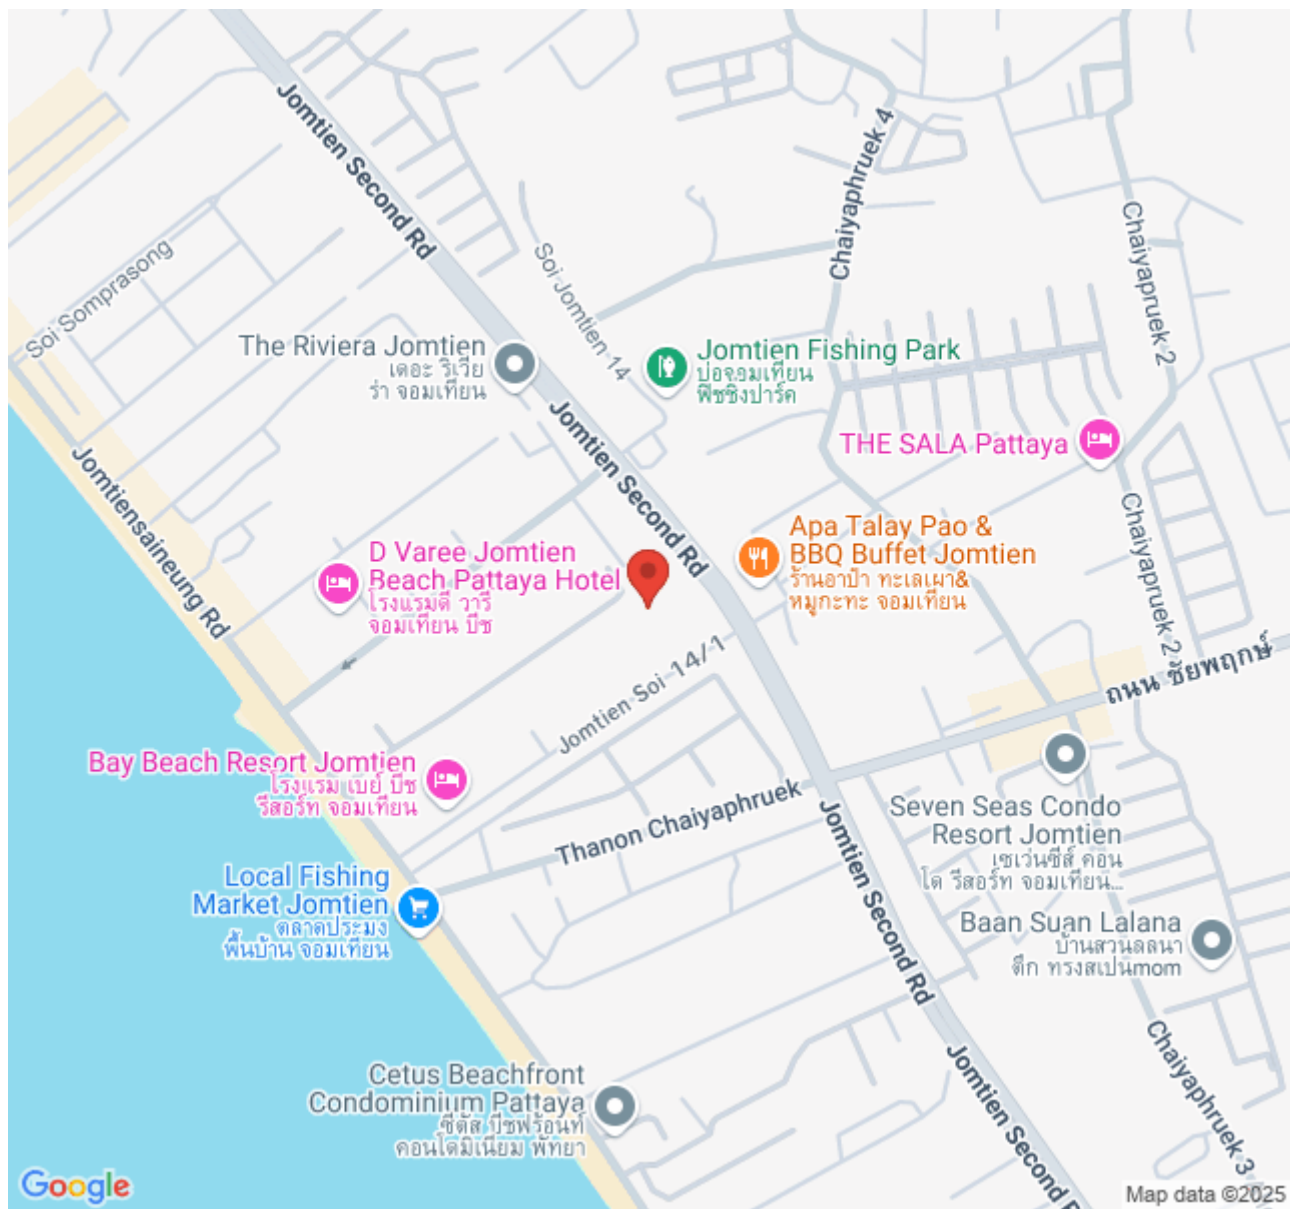 Jomtien Second Rd
Chaiyaphruek 4
Chaiyapruek 2
Soi Somprasong
Soi Jomtien 14
The Riviera Jomtien
เดอะ ริเวีย
ร่า จอมเทียน
Jomtien Fishing Park
บ่อจอมเทียน
ฟิชชิ่งปาร์ค
Jomtien Second Rd
THE SALA Pattaya
Jomtiensaineung Rd
Chaiyapruek 2
Apa Talay Pao &
BBQ Buffet Jomtien
ร้านอาป๋า ทะเลเผา&
หมูกะทะ จอมเทียน
D Varee Jomtien
Beach Pattaya Hotel
โรงแรมดี วารี
จอมเทียน บีช
Jomtien Soi 14/1
ถนน ชัยพฤกษ์
Bay Beach Resort Jomtien
โรงแรม เบย์ บีช
รีสอร์ท จอมเทียน
Thanon Chaiyaphruek
Seven Seas Condo
Resort Jomtien
เซเว่นซีส์ คอน
โด รีสอร์ท จอมเทียน...
Jomtien Second Rd
Local Fishing
Market Jomtien
ตลาดประมง
พื้นบ้าน จอมเทียน
Baan Suan Lalana
บ้านสวนลลนา
ตึก ทรงสเปนmom
Cetus Beachfront
Condominium Pattaya
ซีตัส บีชฟร้อนท์
คอนโดมิเนียม พัทยา
Jomtien Second Rd
Chaiyaphruek 3
Google
Map data ©2025